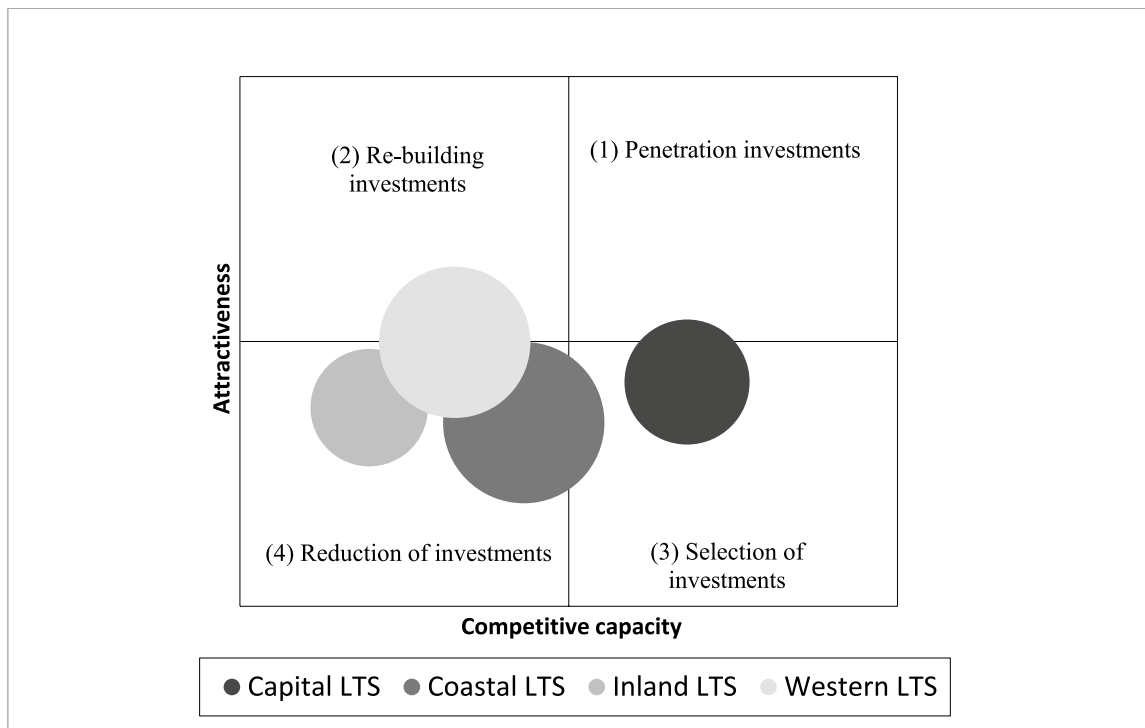 (2) Re-building
investments
(1) Penetration investments
Attractiveness
(4) Reduction of investments
(3) Selection of
investments
Competitive capacity
Capital LTS
Coastal LTS
Inland LTS
Western LTS